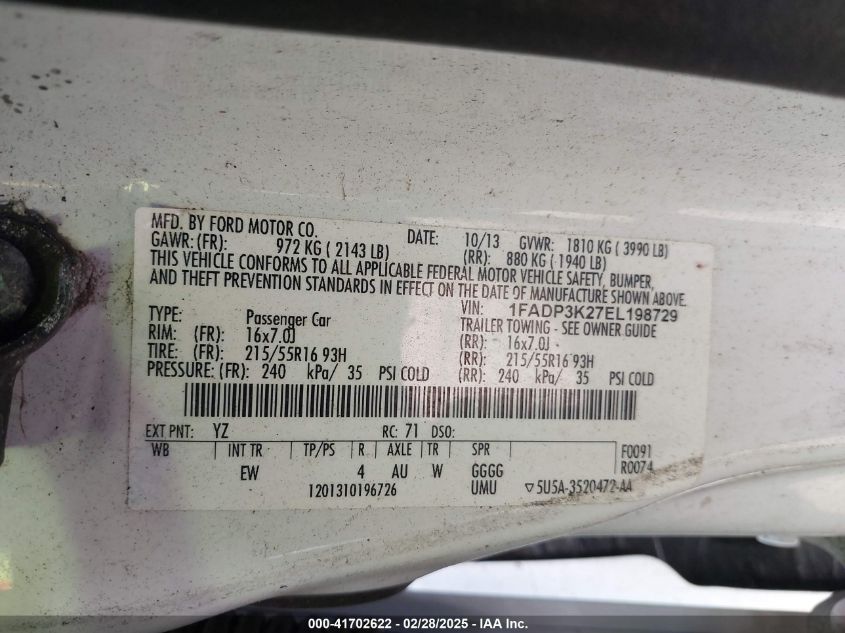 MFD. BY FORD MOTOR CO. DATE: 10/13 GVWR: 1810 KG ( 3990 LB)
GAWR: (FR): 972 KG ( 2143 LB) (RR): 880 KG ( 1940 LB)
THIS VEHICLE CONFORMS TO ALL APPLICABLE FEDERAL MOTOR VEHICLE SAFETY, BUMPER,
AND THEFT PREVENTION STANDARDS IN EFFECT ON THE DATE OF MANUFACTURE SHOWN ABOVE.
VIN: 1FADP3K27EL198729
TYPE: Passenger Car TRAILER TOWING - SEE OWNER GUIDE
RIM: (FR): 16x7.0J (RR): 16x7.0J
TIRE: (FR): 215/55R16 93H (RR): 215/55R16 93H
PRESSURE: (FR): 240 kPa/ 35 PSI COLD (RR): 240 kPa/ 35 PSI COLD
EXT PNT: YZ RC: 71 DSO:
WB INT TR TP/PS R AXLE TR SPR F0091
EW 4 AU W GGGG R0074
1201310196726 UMU ▽5U5A-3520472-AA
000-41702622 - 02/28/2025 - IAA Inc.